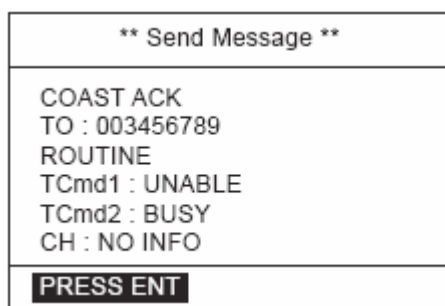 ** Send Message **
COAST ACK
TO : 003456789
ROUTINE
TCmd1 : UNABLE
TCmd2 : BUSY
CH : NO INFO
PRESS ENT